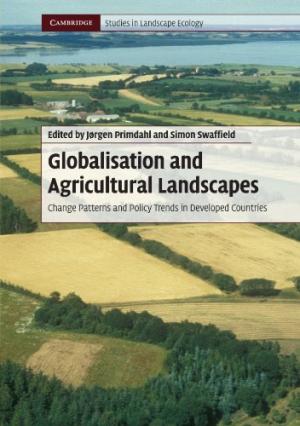 CAMBRIDGE Studies in Landscape Ecology
Edited by Jørgen Primdahl and Simon Swaffield
Globalisation and
Agricultural Landscapes
Change Patterns and Policy Trends in Developed Countries